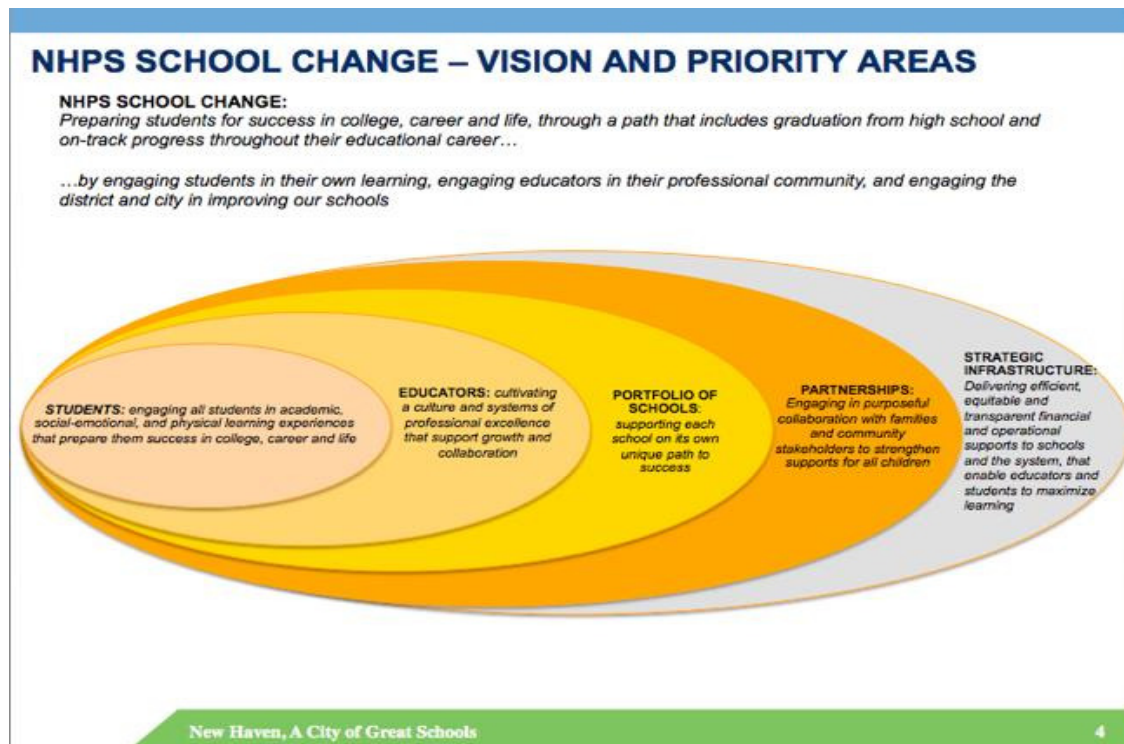 NHPS SCHOOL CHANGE – VISION AND PRIORITY AREAS
NHPS SCHOOL CHANGE:
Preparing students for success in college, career and life, through a path that includes graduation from high school and
on-track progress throughout their educational career…
…by engaging students in their own learning, engaging educators in their professional community, and engaging the
district and city in improving our schools
STUDENTS: engaging all students in academic,
social-emotional, and physical learning experiences
that prepare them success in college, career and life
EDUCATORS: cultivating
a culture and systems of
professional excellence
that support growth and
collaboration
PORTFOLIO OF
SCHOOLS:
supporting each
school on its own
unique path to
success
PARTNERSHIPS:
Engaging in purposeful
collaboration with families
and community
stakeholders to strengthen
supports for all children
STRATEGIC
INFRASTRUCTURE:
Delivering efficient,
equitable and
transparent financial
and operational
supports to schools
and the system, that
enable educators and
students to maximize
learning
New Haven, A City of Great Schools
4